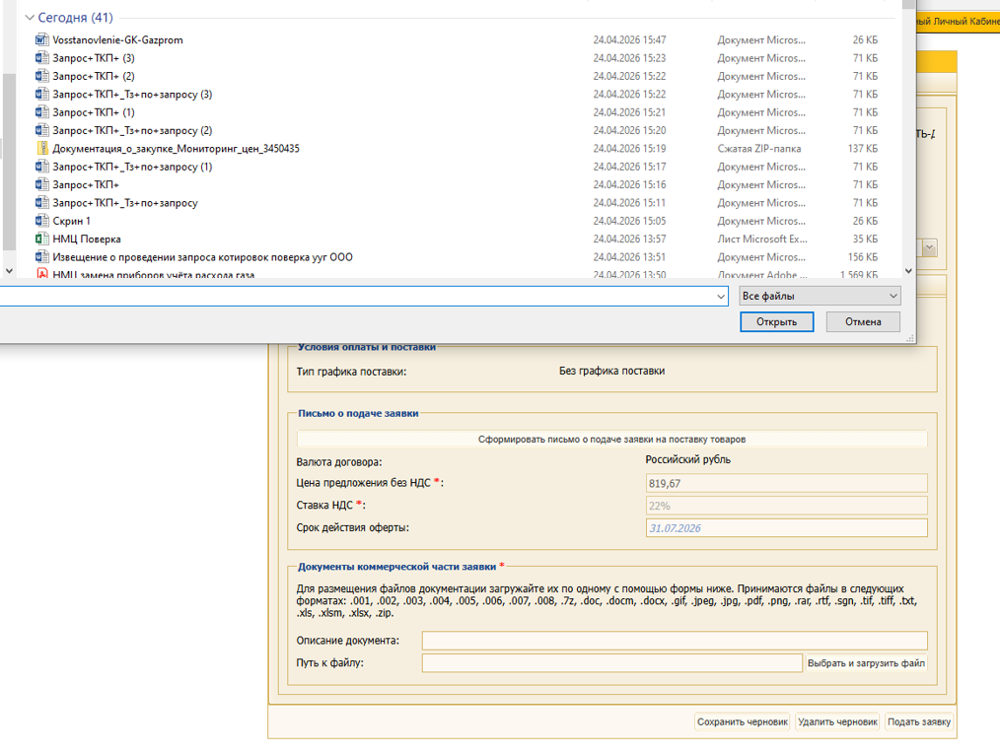 Сегодня (41)
Vosstanovlenie-GK-Gazprom 24.04.2026 15:47 Документ Micros... 26 КБ
Запрос+ТКП+ (3) 24.04.2026 15:23 Документ Micros... 71 КБ
Запрос+ТКП+ (2) 24.04.2026 15:22 Документ Micros... 71 КБ
Запрос+ТКП+_Тз+по+запросу (3) 24.04.2026 15:22 Документ Micros... 71 КБ
Запрос+ТКП+ (1) 24.04.2026 15:21 Документ Micros... 71 КБ
Запрос+ТКП+_Тз+по+запросу (2) 24.04.2026 15:20 Документ Micros... 71 КБ
Документация_о_закупке_Мониторинг_цен_3450435 24.04.2026 15:19 Сжатая ZIP-папка 137 КБ
Запрос+ТКП+_Тз+по+запросу (1) 24.04.2026 15:17 Документ Micros... 71 КБ
Запрос+ТКП+ 24.04.2026 15:16 Документ Micros... 71 КБ
Запрос+ТКП+_Тз+по+запросу 24.04.2026 15:11 Документ Micros... 71 КБ
Скрин 1 24.04.2026 15:05 Документ Micros... 26 КБ
НМЦ Поверка 24.04.2026 13:57 Лист Microsoft Ex... 35 КБ
Извещение о проведении запроса котировок поверка ууг ООО 24.04.2026 13:51 Документ Micros... 156 КБ
НМЦ замена приборов учёта расхода газа 24.04.2026 13:50 Документ Adobe ... 1 569 КБ
Все файлы
Открыть Отмена
ный Личный Кабине
ТЬ-Д
Условия оплаты и поставки
Тип графика поставки: Без графика поставки
Письмо о подаче заявки
Сформировать письмо о подаче заявки на поставку товаров
Валюта договора: Российский рубль
Цена предложения без НДС *: 819,67
Ставка НДС *: 22%
Срок действия оферты: 31.07.2026
Документы коммерческой части заявки *
Для размещения файлов документации загружайте их по одному с помощью формы ниже. Принимаются файлы в следующих
форматах: .001, .002, .003, .004, .005, .006, .007, .008, .7z, .doc, .docm, .docx, .gif, .jpeg, .jpg, .pdf, .png, .rar, .rtf, .sgn, .tif, .tiff, .txt,
.xls, .xlsm, .xlsx, .zip.
Описание документа:
Путь к файлу: Выбрать и загрузить файл
Сохранить черновик Удалить черновик Подать заявку